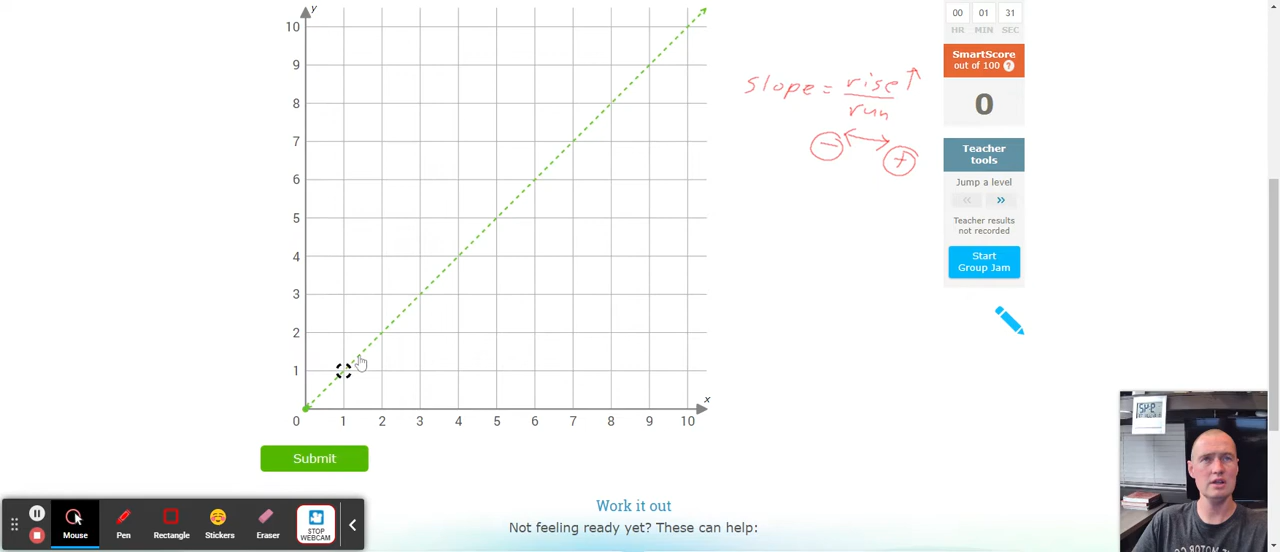 y
10
9
8
7
6
5
4
3
2
1
0 1 2 3 4 5 6 7 8 9 10
x
slope = rise ↑
run
− ↔ +
00 01 31
HR MIN SEC
SmartScore
out of 100 ?
0
Teacher
tools
Jump a level
« »
Teacher results
not recorded
Start
Group Jam
Submit
Work it out
Not feeling ready yet? These can help:
Mouse
Pen
Rectangle
Stickers
Eraser
STOP
WEBCAM